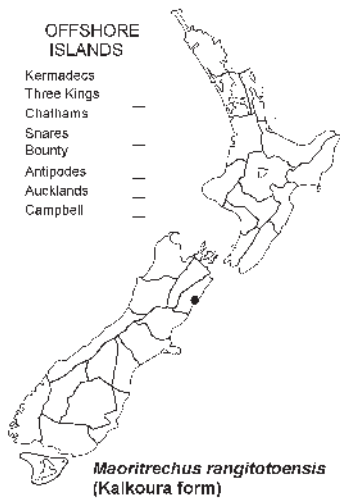 OFFSHORE
ISLANDS
Kermadecs
Three Kings
Chathams
Snares
Bounty
Antipodes
Aucklands
Campbell
Maoritrechus rangitotoensis
(Kaikoura form)